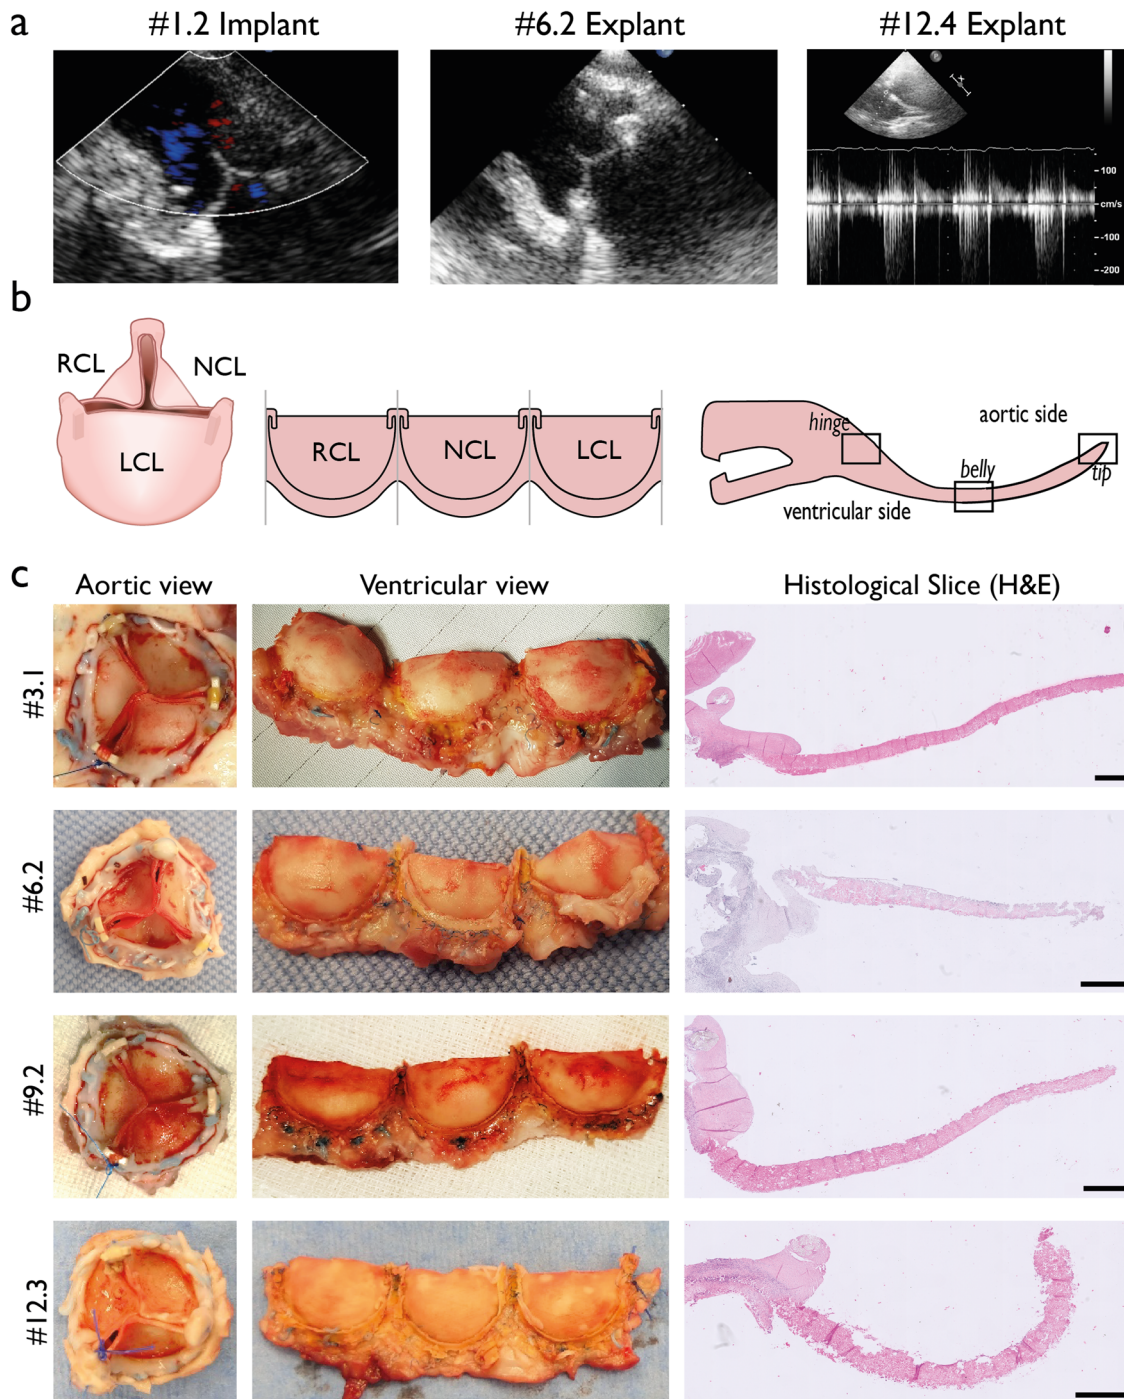 a
#1.2 Implant
#6.2 Explant
#12.4 Explant
100
cm/s
-100
-200
b
RCL
NCL
LCL
RCL
NCL
LCL
hinge
aortic side
belly
tip
ventricular side
c
Aortic view
Ventricular view
Histological Slice (H&E)
#3.1
#6.2
#9.2
#12.3